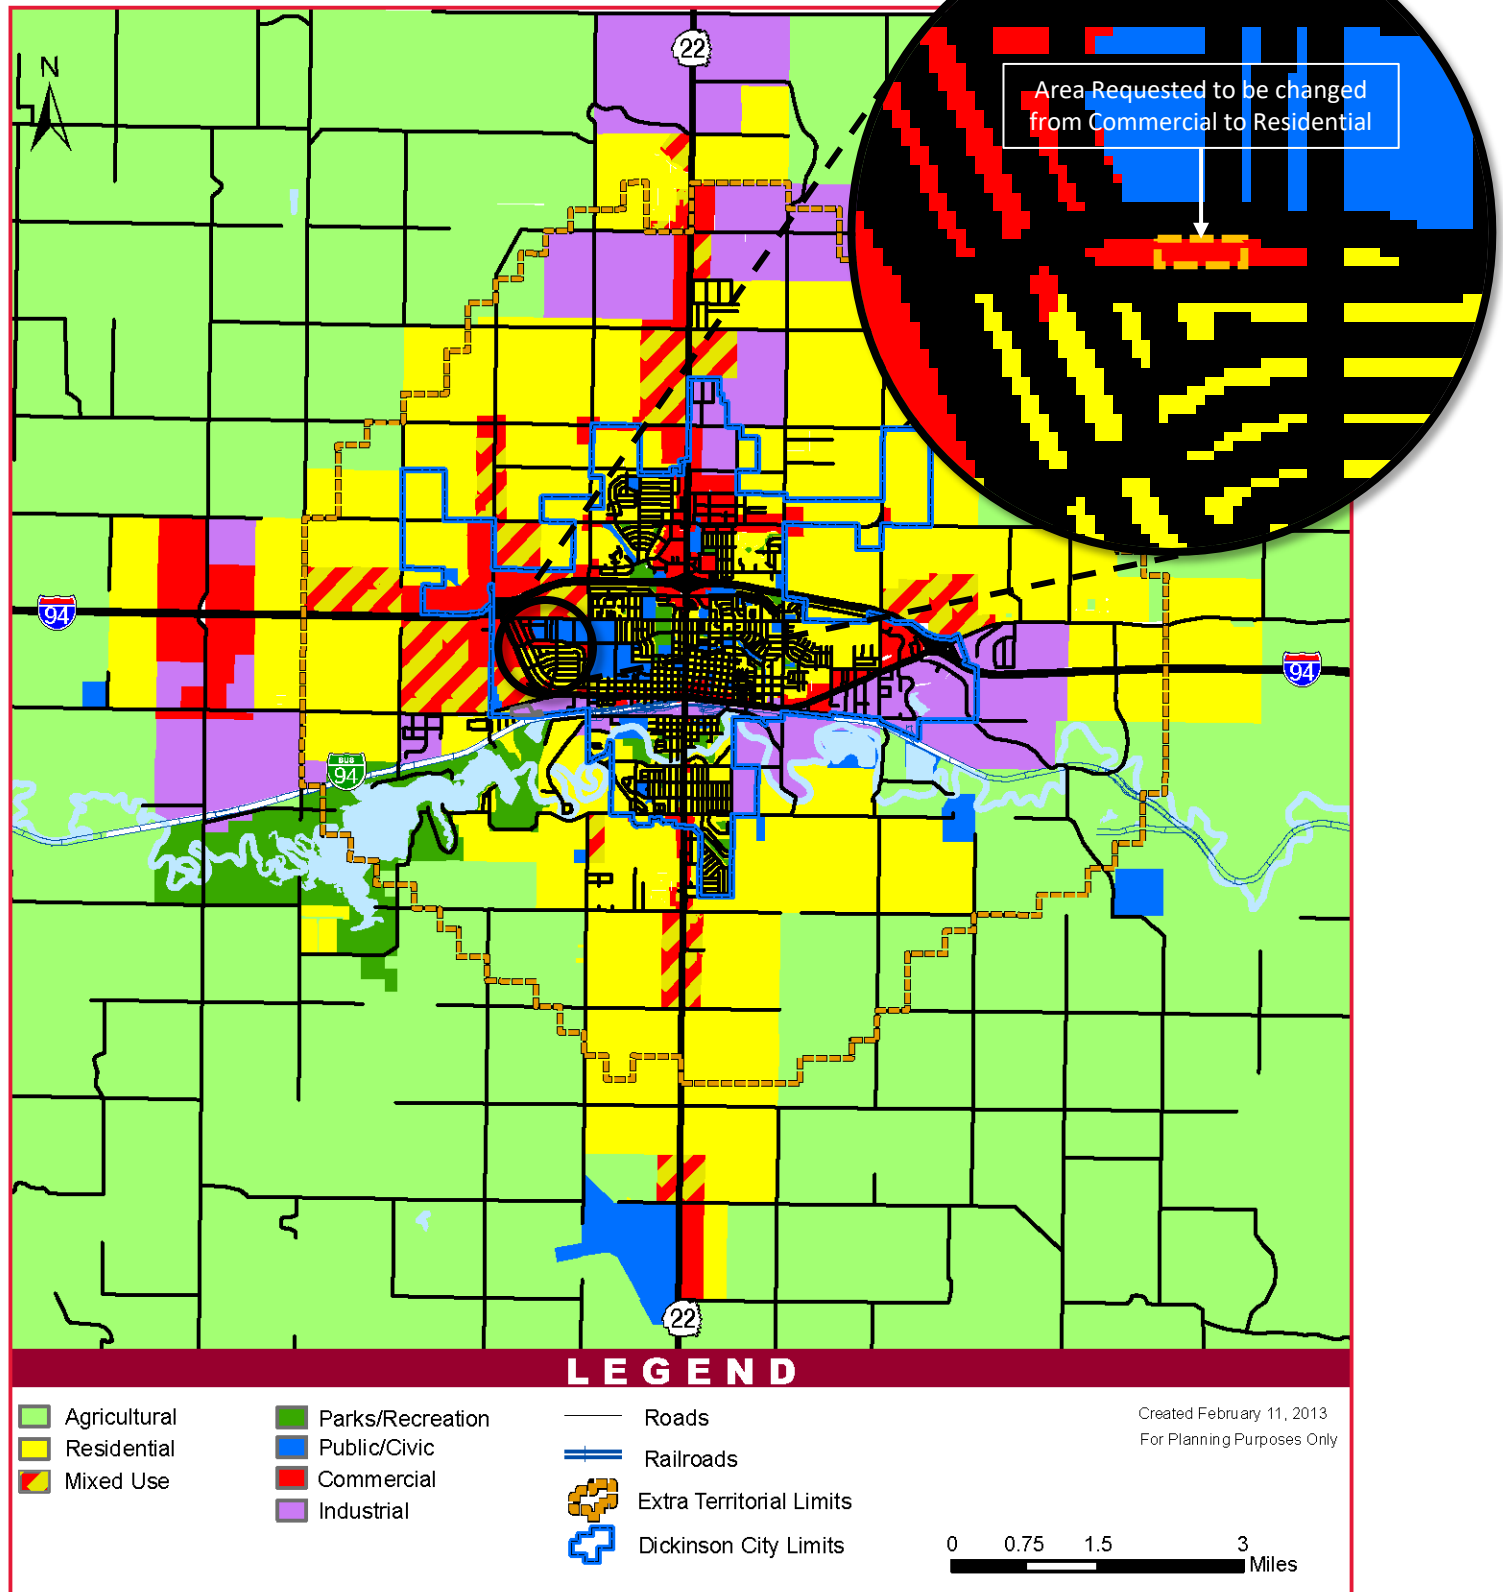 N
22
Area Requested to be changed
from Commercial to Residential
94
94
BUS
94
22
LEGEND
Agricultural
Residential
Mixed Use
Parks/Recreation
Public/Civic
Commercial
Industrial
Roads
Railroads
Extra Territorial Limits
Dickinson City Limits
Created February 11, 2013
For Planning Purposes Only
0 0.75 1.5 3
Miles